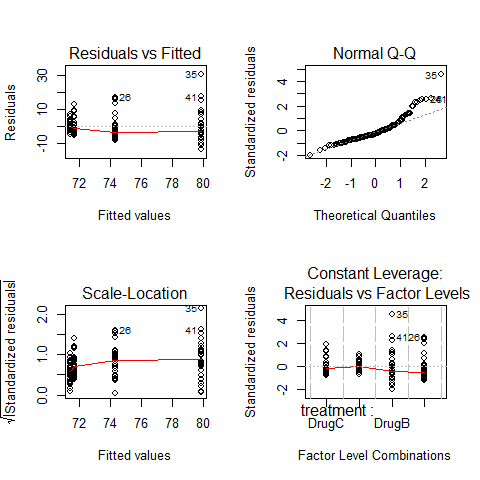 Residuals vs Fitted
Residuals
-10 0 10 30
35
26
41
72 74 76 78 80
Fitted values
Normal Q-Q
Standardized residuals
-2 0 2 4
35
41
-2 -1 0 1 2
Theoretical Quantiles
Scale-Location
√|Standardized residuals|
0.0 1.0 2.0
35
26
41
72 74 76 78 80
Fitted values
Constant Leverage:
Residuals vs Factor Levels
Standardized residuals
-2 0 2 4
35
41 26
treatment :
DrugC DrugB
Factor Level Combinations